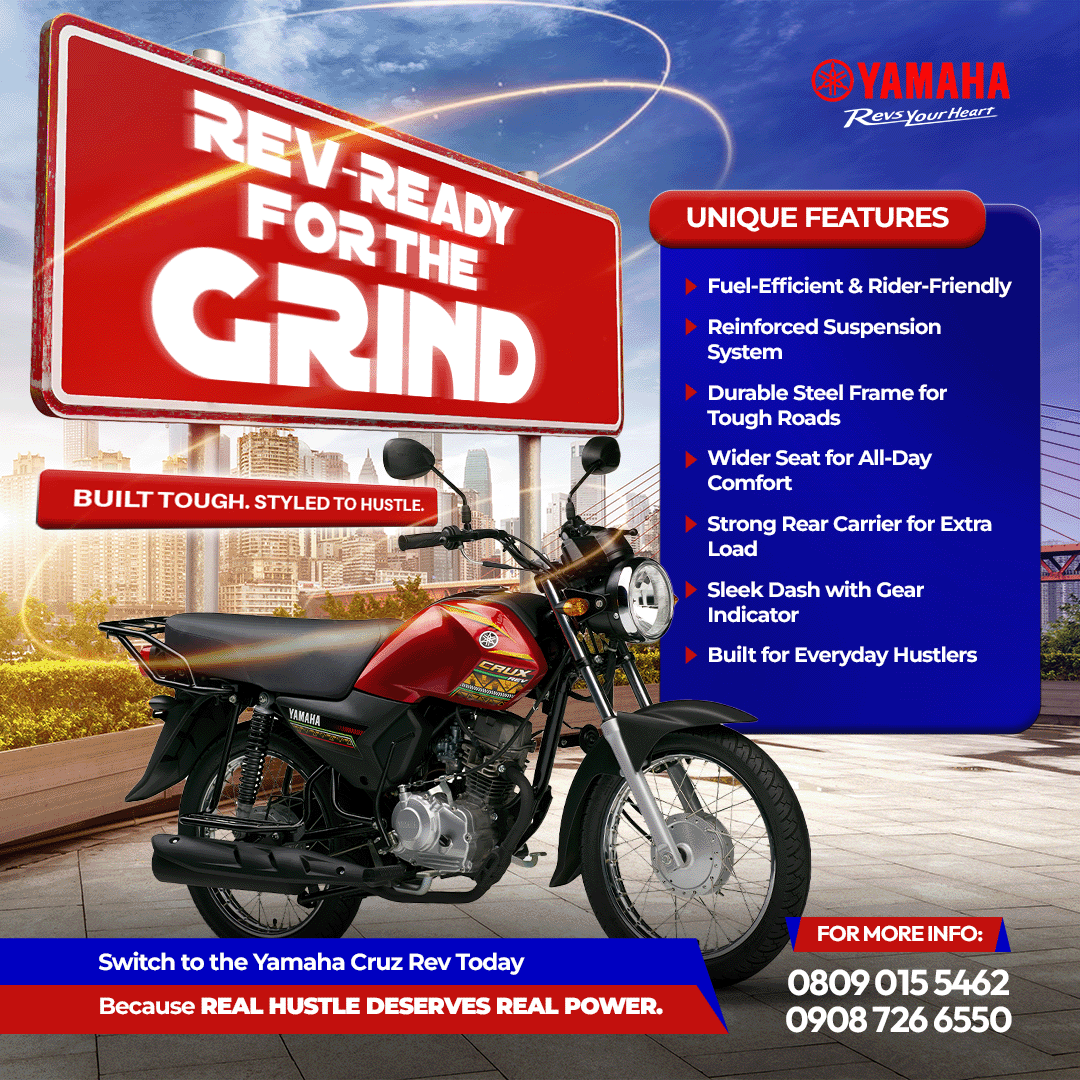 REV-READY
FOR THE
GRIND
BUILT TOUGH. STYLED TO HUSTLE.
YAMAHA
Revs Your Heart
UNIQUE FEATURES
Fuel-Efficient & Rider-Friendly
Reinforced Suspension
System
Durable Steel Frame for
Tough Roads
Wider Seat for All-Day
Comfort
Strong Rear Carrier for Extra
Load
Sleek Dash with Gear
Indicator
Built for Everyday Hustlers
CRUX
REV
YAMAHA
Switch to the Yamaha Cruz Rev Today
Because REAL HUSTLE DESERVES REAL POWER.
FOR MORE INFO:
0809 015 5462
0908 726 6550